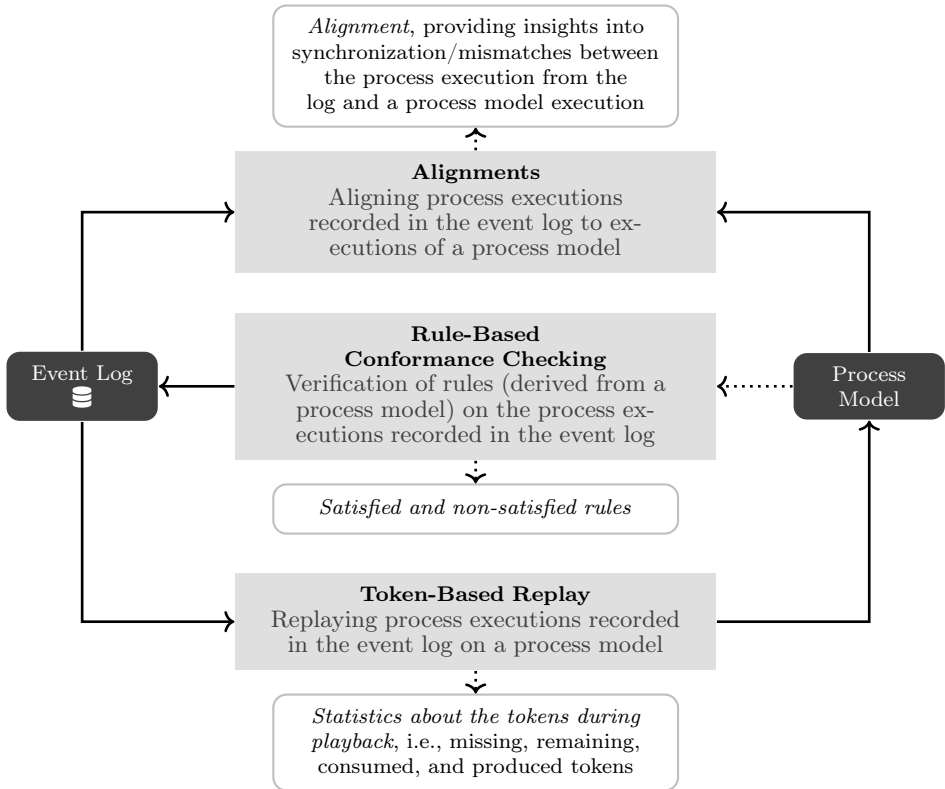 Alignment, providing insights into
synchronization/mismatches between
the process execution from the
log and a process model execution
Alignments
Aligning process executions
recorded in the event log to ex-
ecutions of a process model
Rule-Based
Conformance Checking
Verification of rules (derived from a
process model) on the process ex-
ecutions recorded in the event log
Event Log
Process
Model
Satisfied and non-satisfied rules
Token-Based Replay
Replaying process executions recorded
in the event log on a process model
Statistics about the tokens during
playback, i.e., missing, remaining,
consumed, and produced tokens